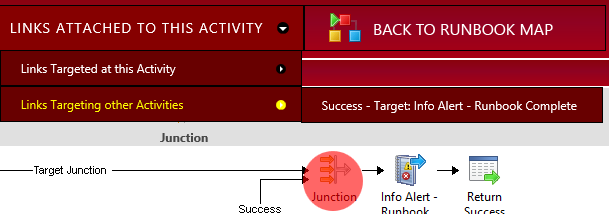 LINKS ATTACHED TO THIS ACTIVITY
BACK TO RUNBOOK MAP
Links Targeted at this Activity
Links Targeting other Activities
Success - Target: Info Alert - Runbook Complete
Junction
Target Junction
Junction
Info Alert -
Runbook
Return
Success
Success